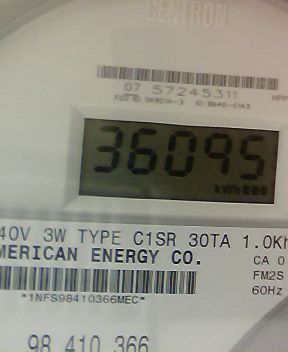 CENTRON®
07 57245311
36095
kWh
40V 3W TYPE C1SR 30TA 1.0Kh
MERICAN ENERGY CO.
CA 0
FM2S
60Hz
*1NFS98410366MEC*
98 410 366